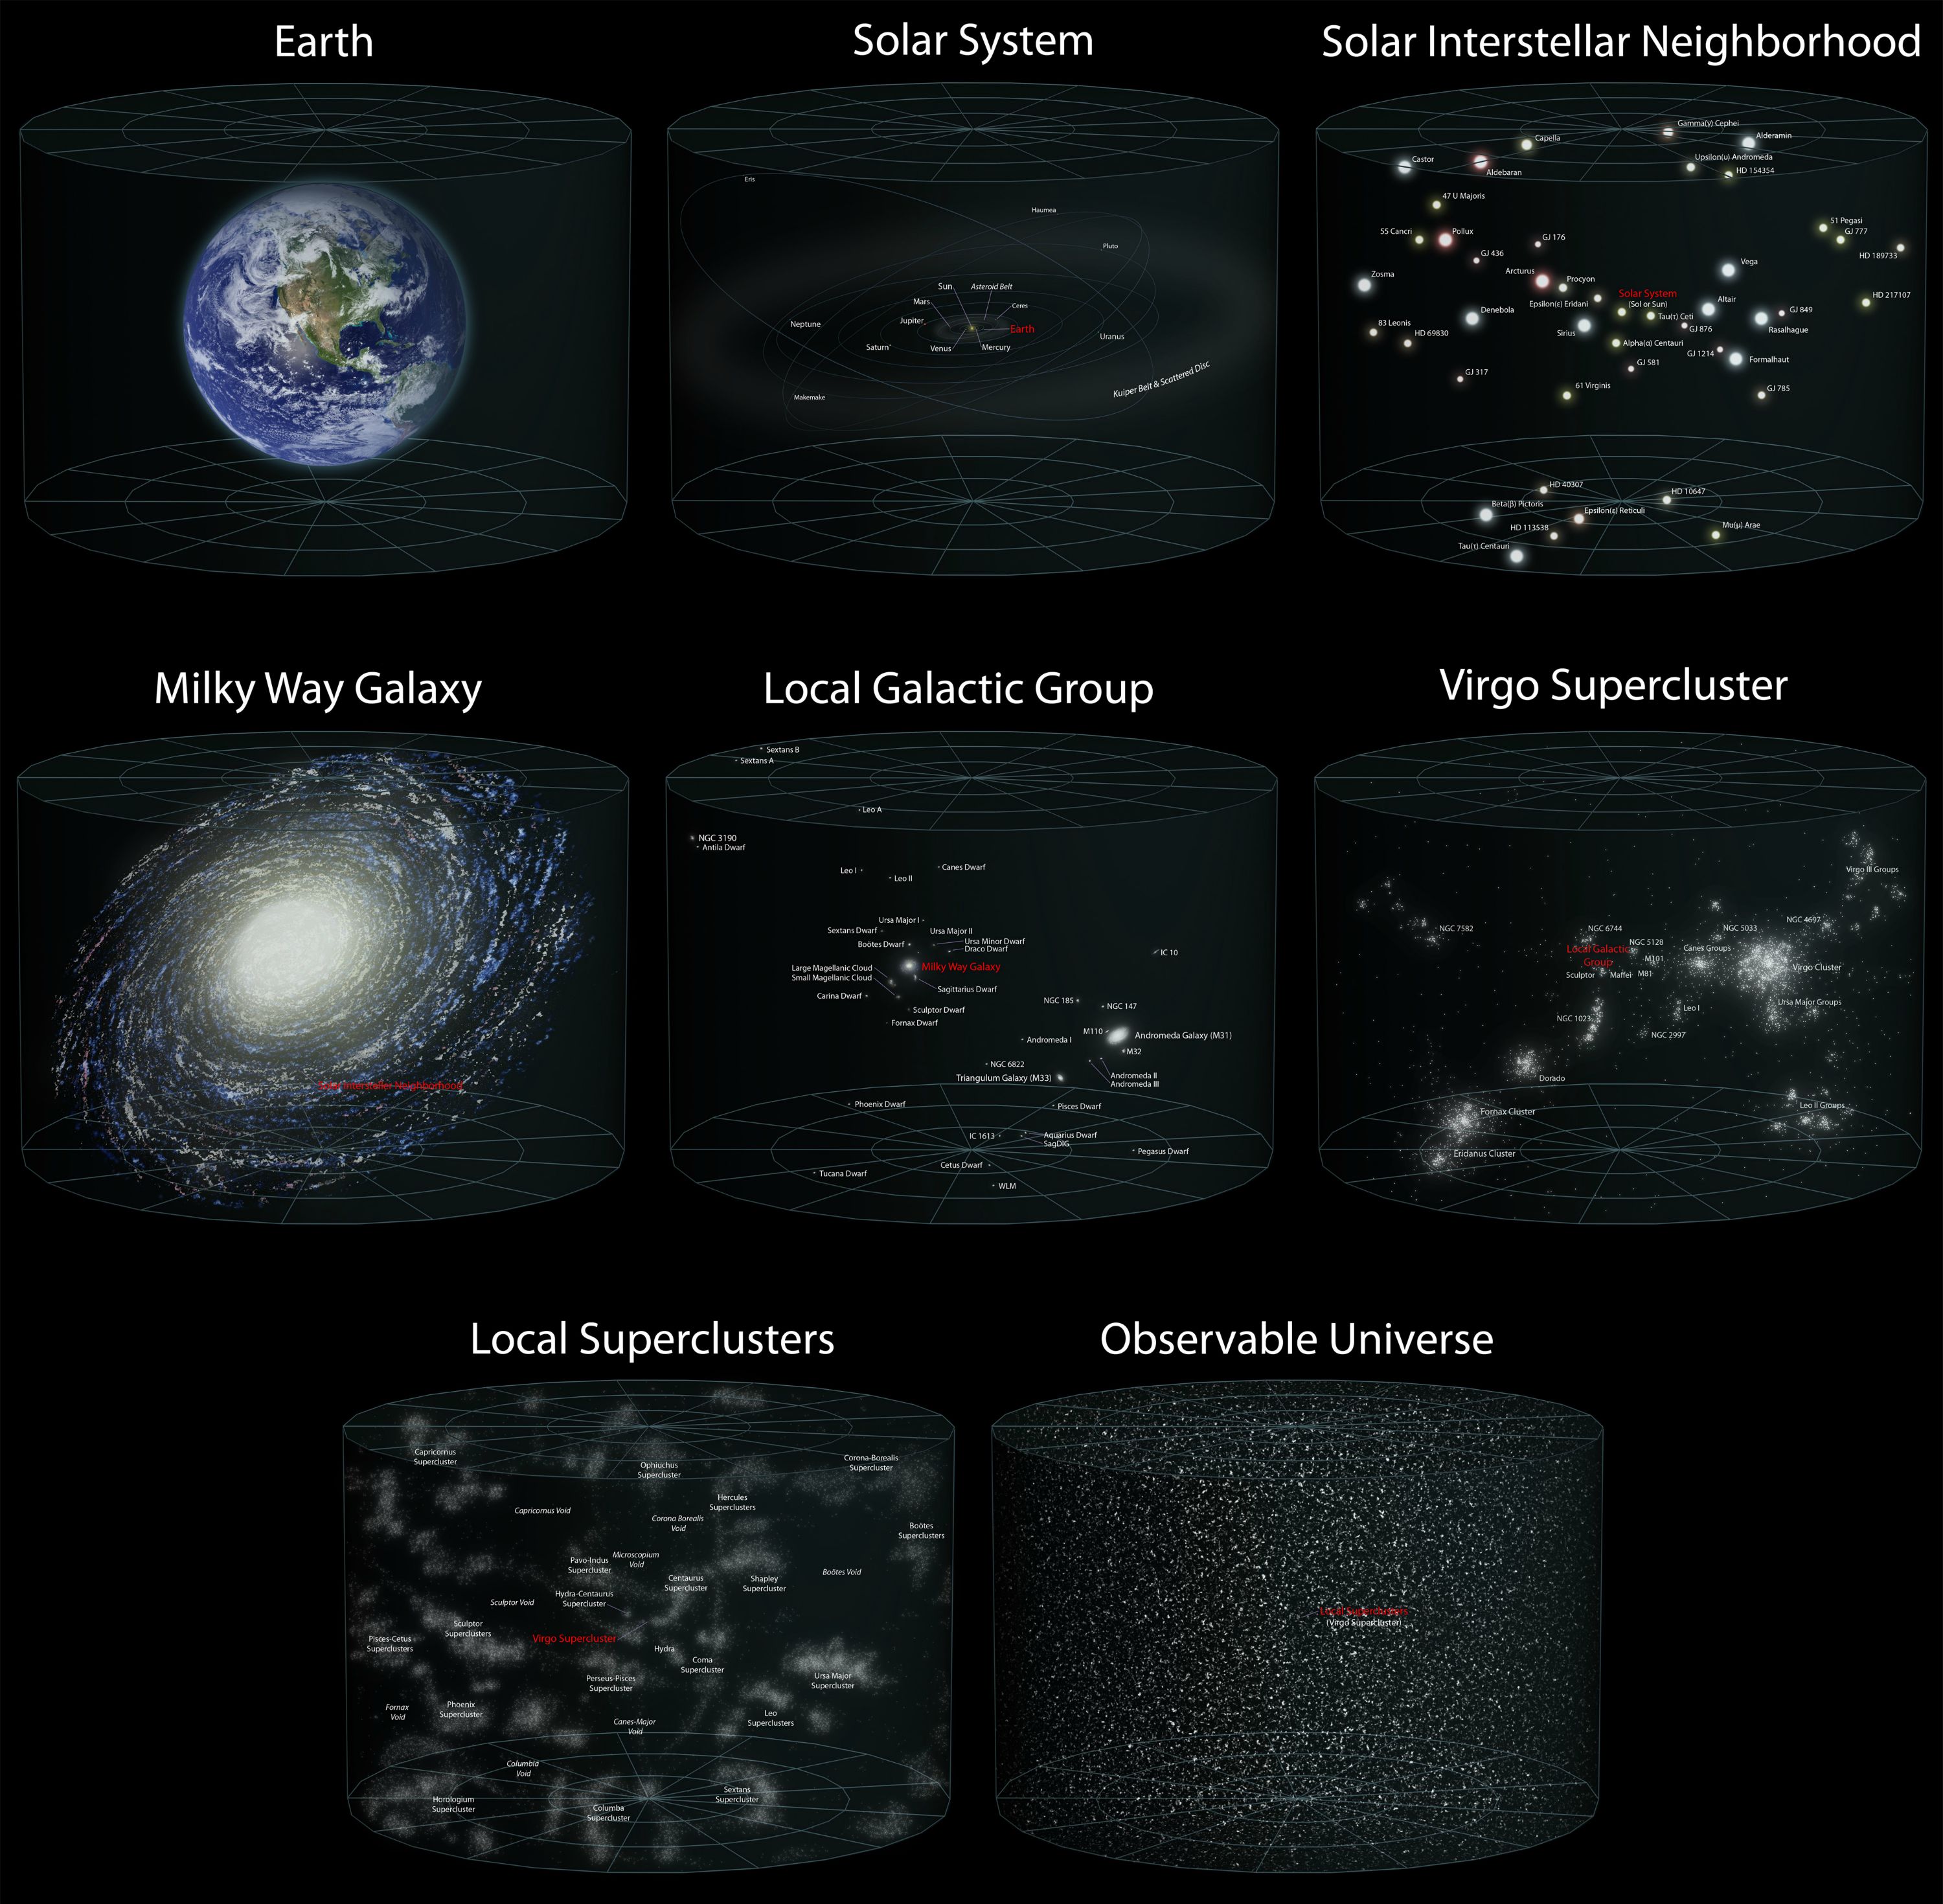 Earth
Solar System
Eris
Haumea
Pluto
Sun
Asteroid Belt
Mars
Ceres
Jupiter
Neptune
Earth
Uranus
Saturn
Venus
Mercury
Kuiper Belt & Scattered Disc
Makemake
Solar Interstellar Neighborhood
Gamma(γ) Cephei
Capella
Alderamin
Castor
Upsilon(υ) Andromeda
Aldebaran
HD 154354
47 U Majoris
51 Pegasi
55 Cancri
Pollux
GJ 777
GJ 176
GJ 436
HD 189733
Vega
Zosma
Arcturus
Procyon
Solar System
(Sol or Sun)
Epsilon(ε) Eridani
Altair
HD 217107
Denebola
Tau(τ) Ceti
GJ 849
83 Leonis
HD 69830
Sirius
GJ 876
Rasalhague
Alpha(α) Centauri
GJ 1214
Formalhaut
GJ 581
GJ 317
61 Virginis
GJ 785
HD 40307
HD 10647
Beta(β) Pictoris
Epsilon(ε) Reticuli
HD 113538
Mu(μ) Arae
Tau(τ) Centauri
Milky Way Galaxy
Solar Interstellar Neighborhood
Local Galactic Group
Sextans B
Sextans A
Leo A
NGC 3190
Antila Dwarf
Leo I
Leo II
Canes Dwarf
Ursa Major I
Sextans Dwarf
Ursa Major II
Boötes Dwarf
Ursa Minor Dwarf
Draco Dwarf
IC 10
Large Magellanic Cloud
Small Magellanic Cloud
Milky Way Galaxy
Sagittarius Dwarf
Carina Dwarf
NGC 185
NGC 147
Sculptor Dwarf
Fornax Dwarf
M110
Andromeda Galaxy (M31)
Andromeda I
M32
NGC 6822
Triangulum Galaxy (M33)
Andromeda II
Andromeda III
Phoenix Dwarf
Pisces Dwarf
IC 1613
Aquarius Dwarf
SagDIG
Pegasus Dwarf
Cetus Dwarf
Tucana Dwarf
WLM
Virgo Supercluster
Virgo III Groups
NGC 7582
NGC 6744
NGC 4697
NGC 5033
Local Galactic
Group
NGC 5128
Canes Groups
M101
Virgo Cluster
Sculptor
Maffei
M81
Ursa Major Groups
Leo I
NGC 1023
NGC 2997
Dorado
Fornax Cluster
Leo II Groups
Eridanus Cluster
Local Superclusters
Capricornus
Supercluster
Ophiuchus
Supercluster
Corona-Borealis
Supercluster
Hercules
Superclusters
Capricornus Void
Corona Borealis
Void
Boötes
Superclusters
Pavo-Indus
Supercluster
Microscopium
Void
Centaurus
Supercluster
Shapley
Supercluster
Boötes Void
Hydra-Centaurus
Supercluster
Sculptor Void
Sculptor
Superclusters
Pisces-Cetus
Superclusters
Virgo Supercluster
Hydra
Coma
Supercluster
Perseus-Pisces
Supercluster
Ursa Major
Supercluster
Fornax
Void
Phoenix
Supercluster
Leo
Superclusters
Canes-Major
Void
Columbia
Void
Horologium
Supercluster
Columba
Supercluster
Sextans
Supercluster
Observable Universe
Local Superclusters
(Virgo Supercluster)